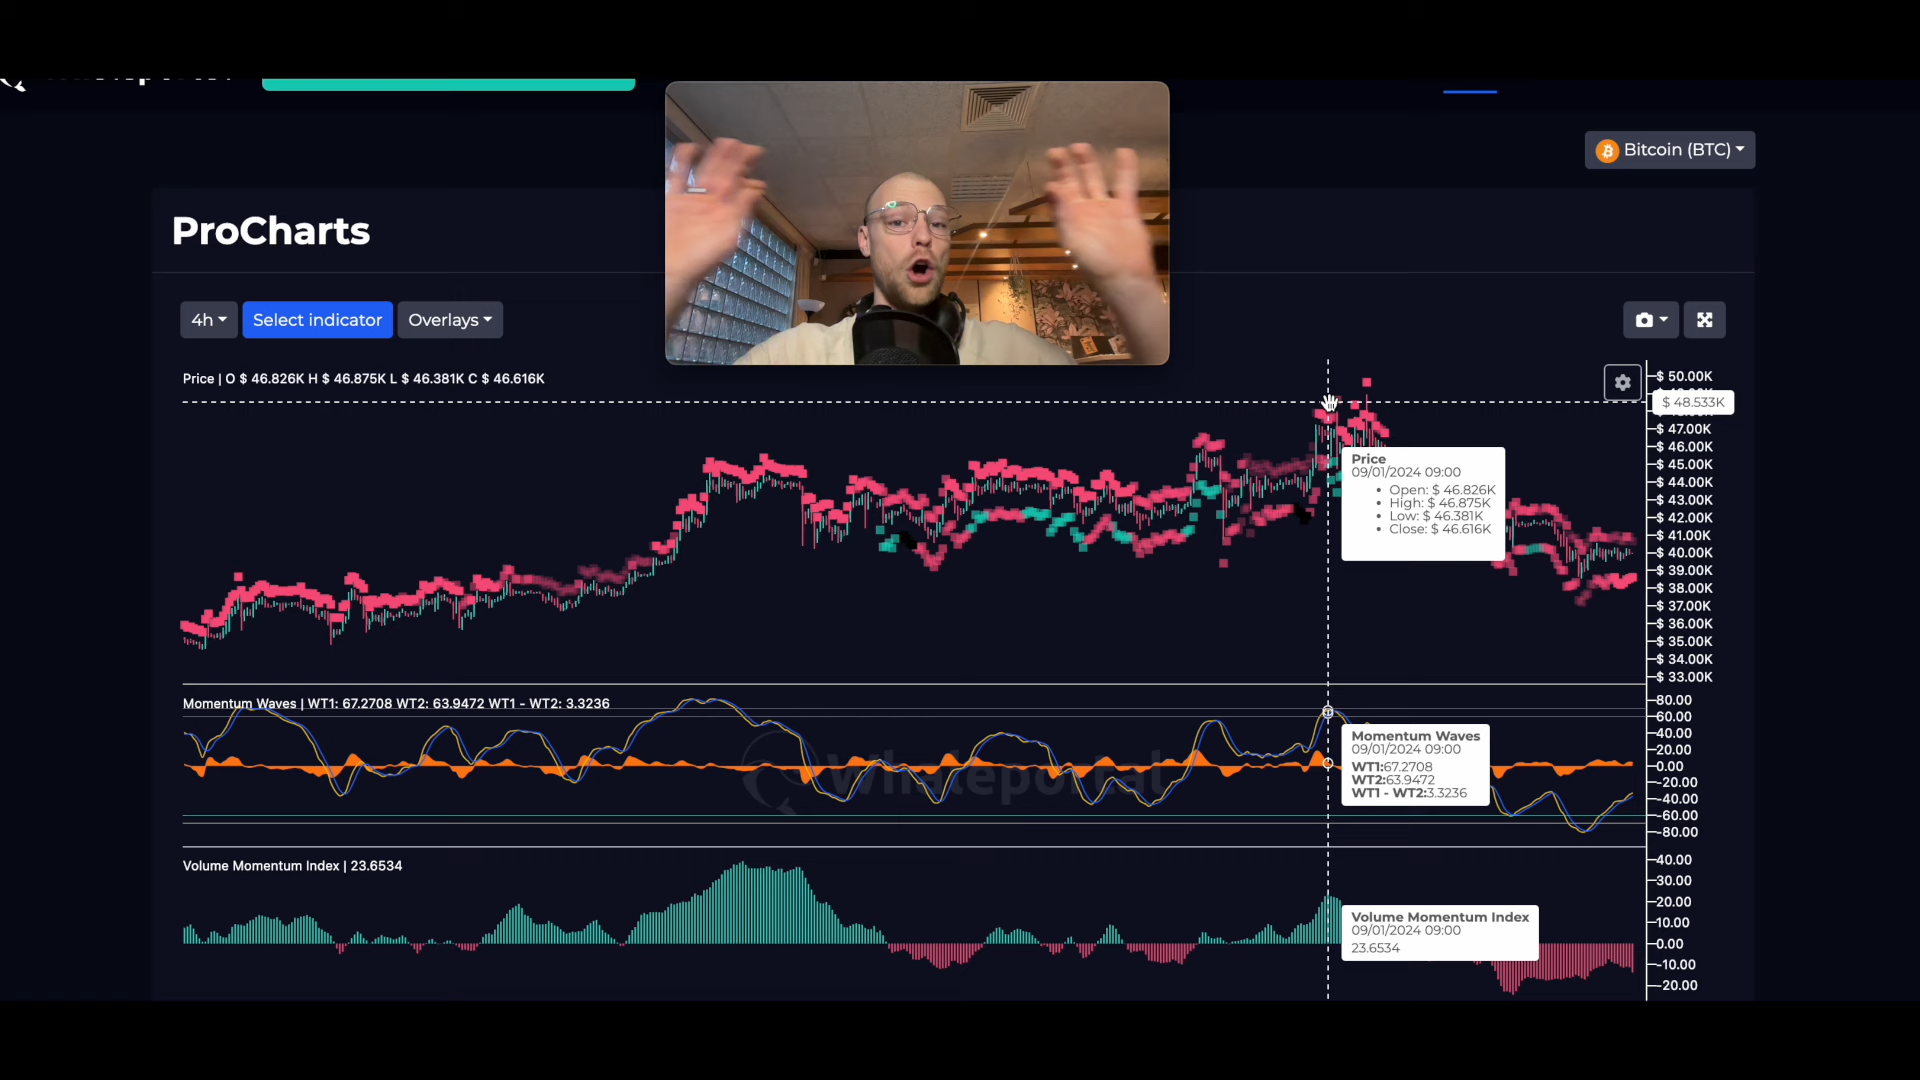 Bitcoin (BTC)
ProCharts
4h
Select indicator
Overlays
Price | O $ 46.826K H $ 46.875K L $ 46.381K C $ 46.616K
$ 50.00K
$ 48.533K
$ 47.00K
$ 46.00K
$ 45.00K
$ 44.00K
$ 43.00K
$ 42.00K
$ 41.00K
$ 40.00K
$ 39.00K
$ 38.00K
$ 37.00K
$ 36.00K
$ 35.00K
$ 34.00K
$ 33.00K
Price
09/01/2024 09:00
• Open: $ 46.826K
• High: $ 46.875K
• Low: $ 46.381K
• Close: $ 46.616K
Momentum Waves | WT1: 67.2708 WT2: 63.9472 WT1 - WT2: 3.3236
80.00
60.00
40.00
20.00
0.00
-20.00
-40.00
-60.00
-80.00
Momentum Waves
09/01/2024 09:00
WT1:67.2708
WT2:63.9472
WT1 - WT2:3.3236
Whaleportal
Volume Momentum Index | 23.6534
40.00
30.00
20.00
10.00
0.00
-10.00
-20.00
Volume Momentum Index
09/01/2024 09:00
23.6534